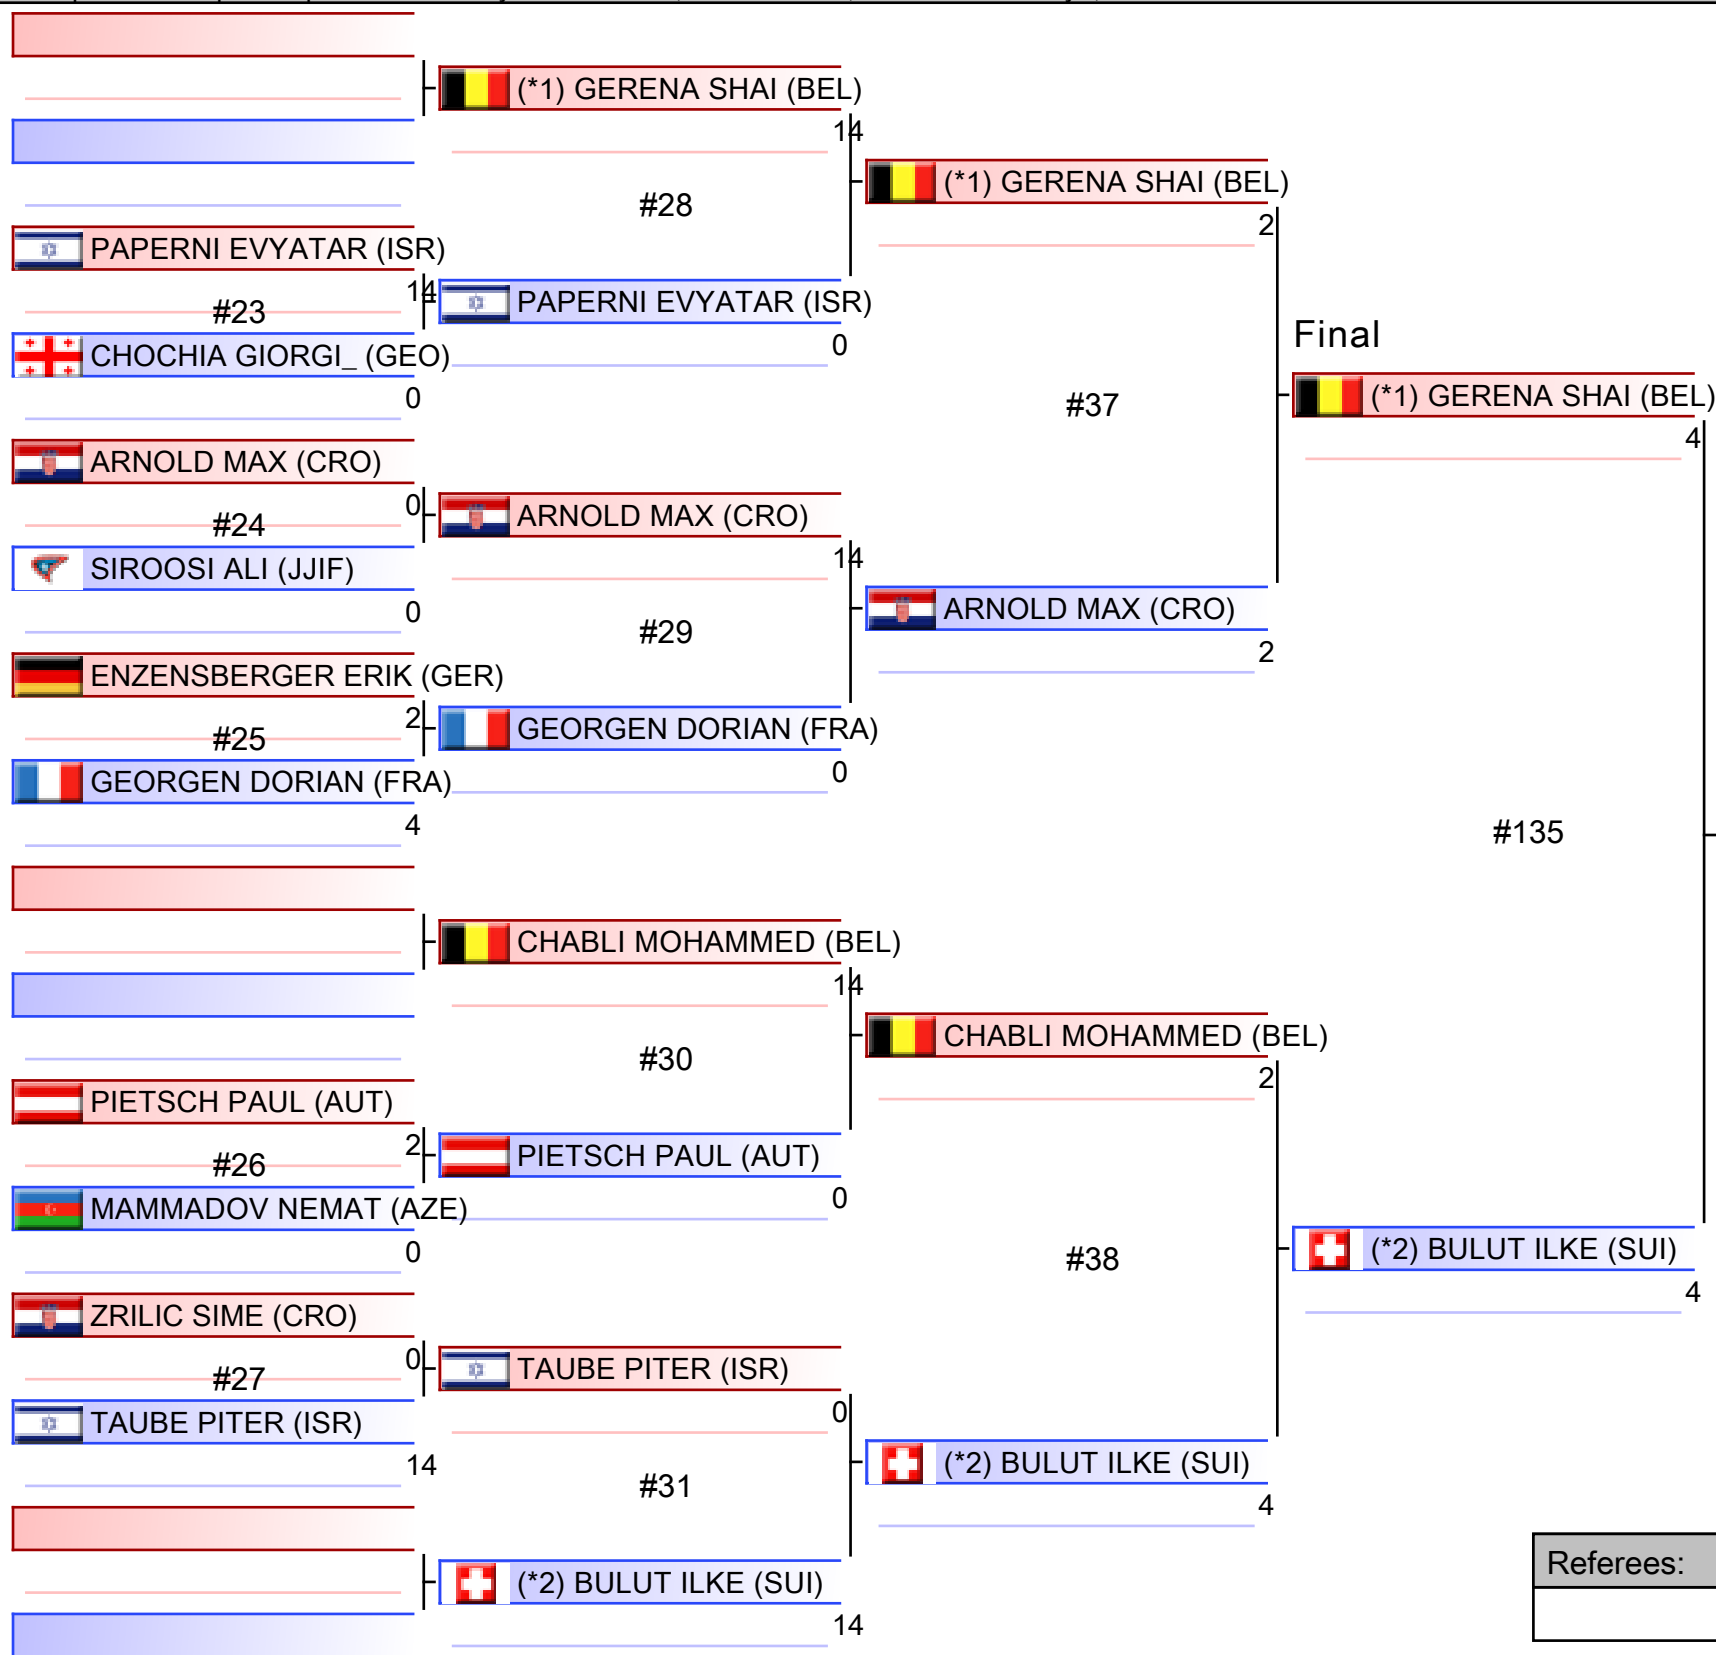 (*1) GERENA SHAI (BEL)
14
(*1) GERENA SHAI (BEL)
#28
2
PAPERNI EVYATAR (ISR)
14
#23
PAPERNI EVYATAR (ISR)
0
Final
CHOCHIA GIORGI_ (GEO)
0
#37
(*1) GERENA SHAI (BEL)
4
ARNOLD MAX (CRO)
0
#24
ARNOLD MAX (CRO)
14
SIROOSI ALI (JJIF)
0
#29
ARNOLD MAX (CRO)
2
ENZENSBERGER ERIK (GER)
2
#25
GEORGEN DORIAN (FRA)
0
GEORGEN DORIAN (FRA)
4
#135
CHABLI MOHAMMED (BEL)
14
CHABLI MOHAMMED (BEL)
#30
2
PIETSCH PAUL (AUT)
2
#26
PIETSCH PAUL (AUT)
0
MAMMADOV NEMAT (AZE)
0
#38
(*2) BULUT ILKE (SUI)
4
ZRILIC SIME (CRO)
0
#27
TAUBE PITER (ISR)
0
TAUBE PITER (ISR)
14
#31
(*2) BULUT ILKE (SUI)
4
(*2) BULUT ILKE (SUI)
14
Referees: